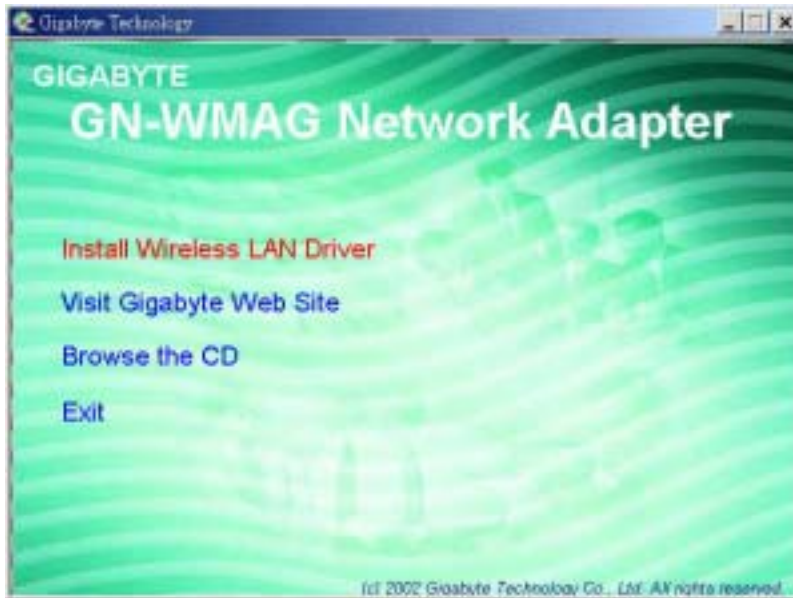 Gigabyte Technology
GIGABYTE
GN-WMAG Network Adapter
Install Wireless LAN Driver
Visit Gigabyte Web Site
Browse the CD
Exit
(c) 2002 Gigabyte Technology Co., Ltd. All rights reserved.